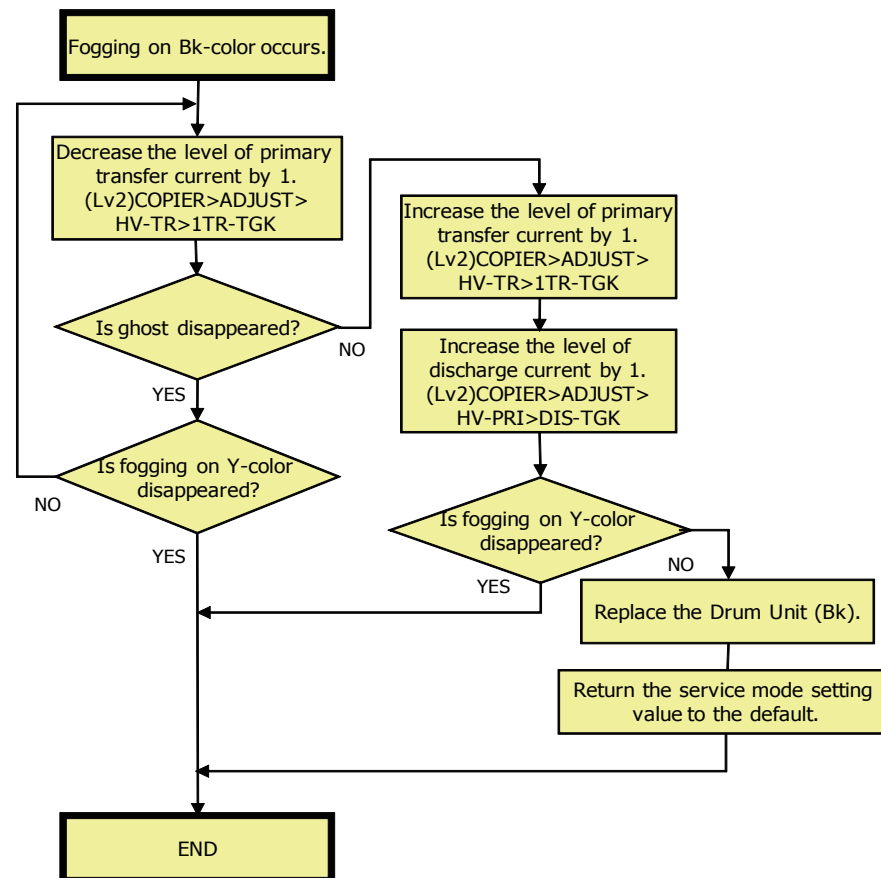 Fogging on Bk-color occurs.
Decrease the level of primary
transfer current by 1.
(Lv2)COPIER>ADJUST>
HV-TR>1TR-TGK
Is ghost disappeared?
NO
YES
Is fogging on Y-color
disappeared?
NO
YES
Increase the level of primary
transfer current by 1.
(Lv2)COPIER>ADJUST>
HV-TR>1TR-TGK
Increase the level of
discharge current by 1.
(Lv2)COPIER>ADJUST>
HV-PRI>DIS-TGK
Is fogging on Y-color
disappeared?
NO
YES
Replace the Drum Unit (Bk).
Return the service mode setting
value to the default.
END